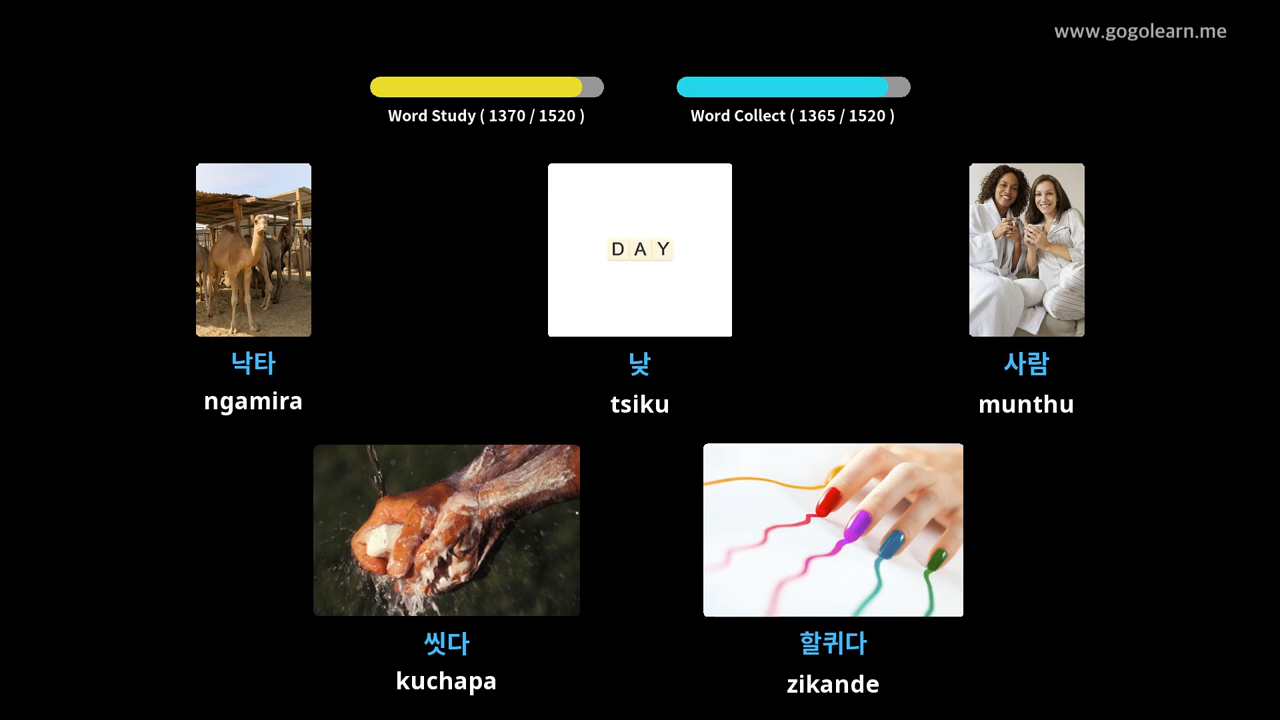 www.gogolearn.me
Word Study ( 1370 / 1520 )
Word Collect ( 1365 / 1520 )
DAY
낙타
ngamira
낮
tsiku
사람
munthu
씻다
kuchapa
할퀴다
zikande